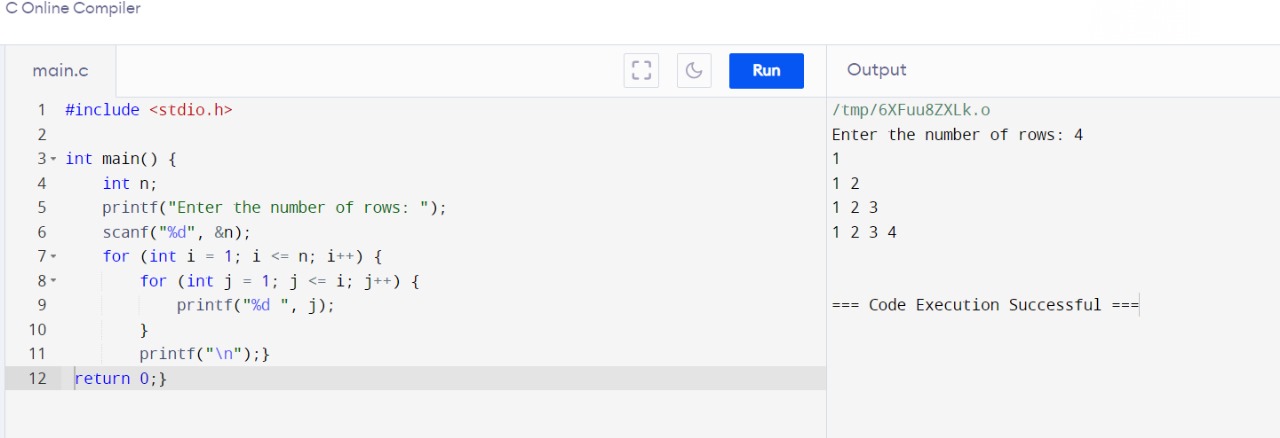 C Online Compiler
main.c
Run
Output
1 #include <stdio.h>
2
3 int main() {
4 int n;
5 printf("Enter the number of rows: ");
6 scanf("%d", &n);
7 for (int i = 1; i <= n; i++) {
8 for (int j = 1; j <= i; j++) {
9 printf("%d ", j);
10 }
11 printf("\n");}
12 return 0;}
/tmp/6XFuu8ZXLk.o
Enter the number of rows: 4
1
1 2
1 2 3
1 2 3 4
=== Code Execution Successful ===